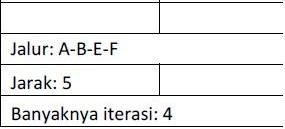 Jalur: A-B-E-F
Jarak: 5
Banyaknya iterasi: 4